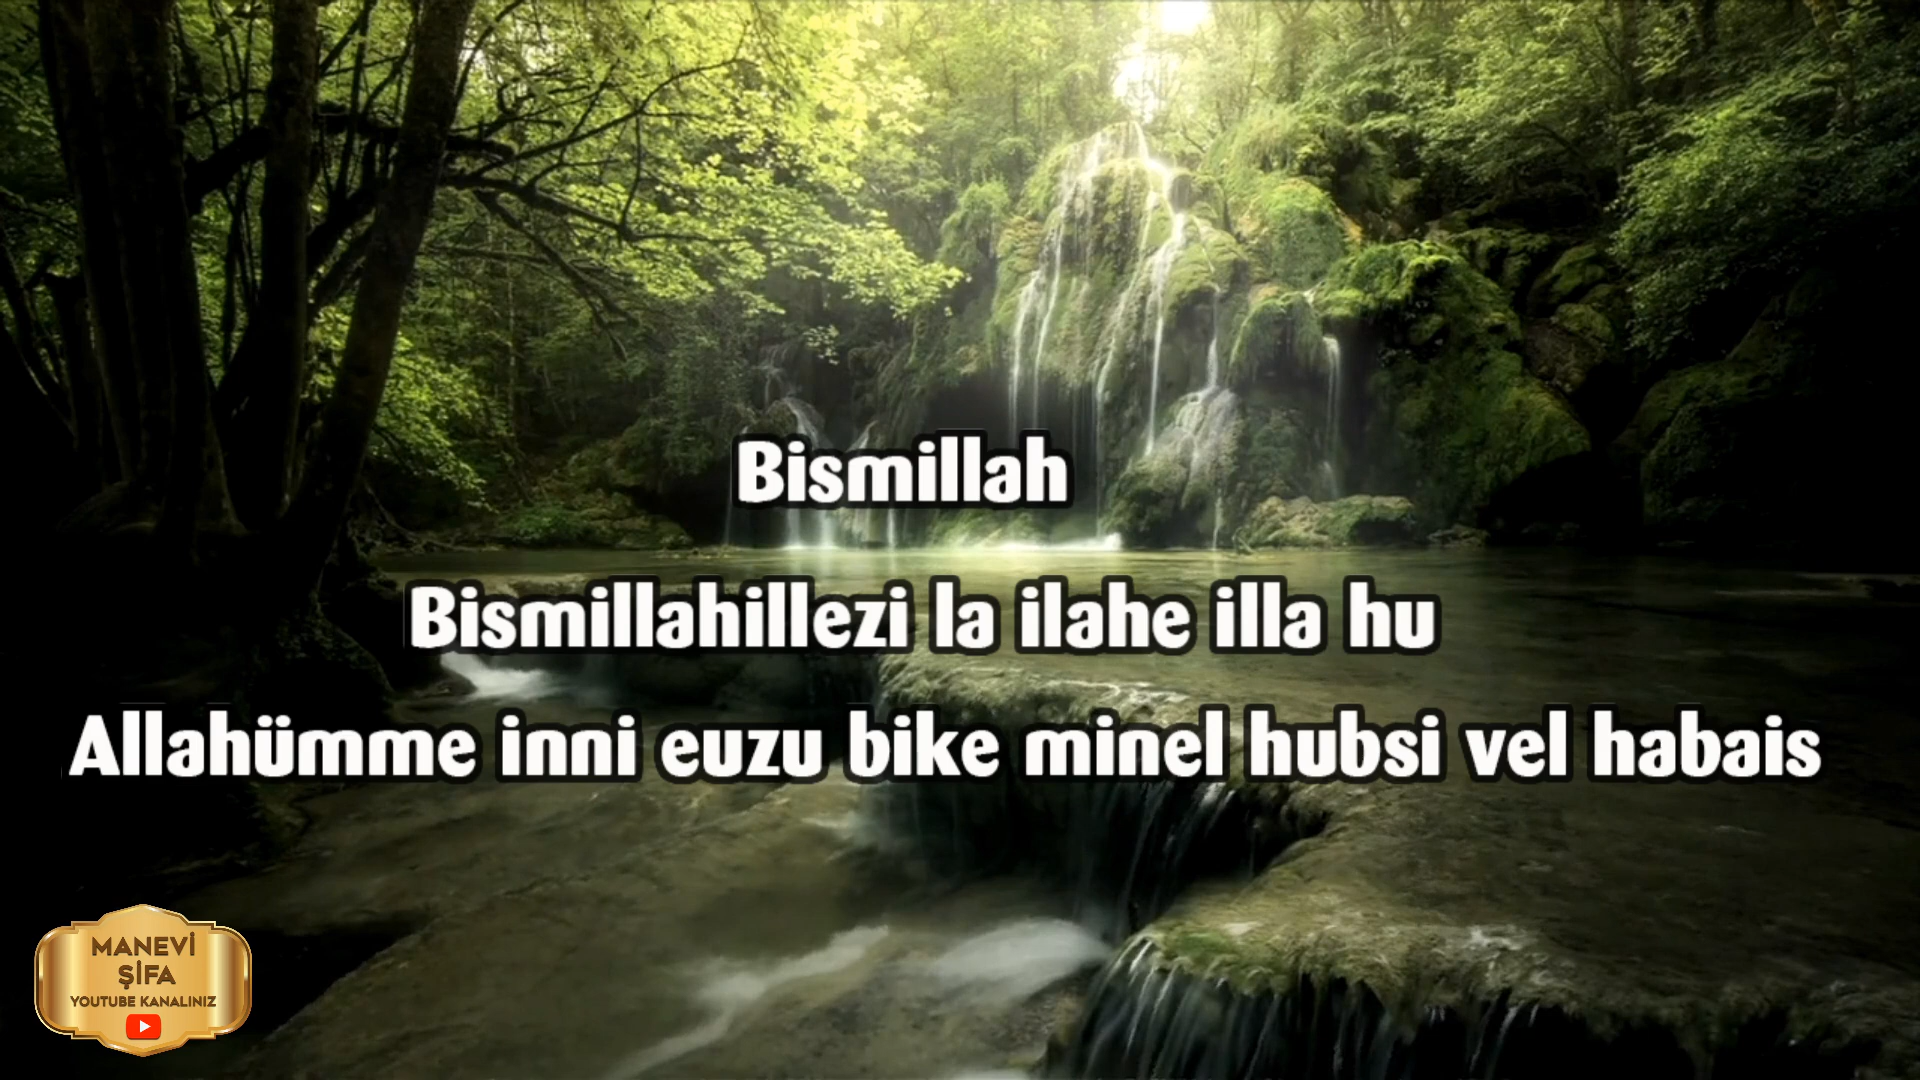 Bismillah
Bismillahillezi la ilahe illa hu
Allahümme inni euzu bike minel hubsi vel habais
MANEVİ
ŞİFA
YOUTUBE KANALINIZ